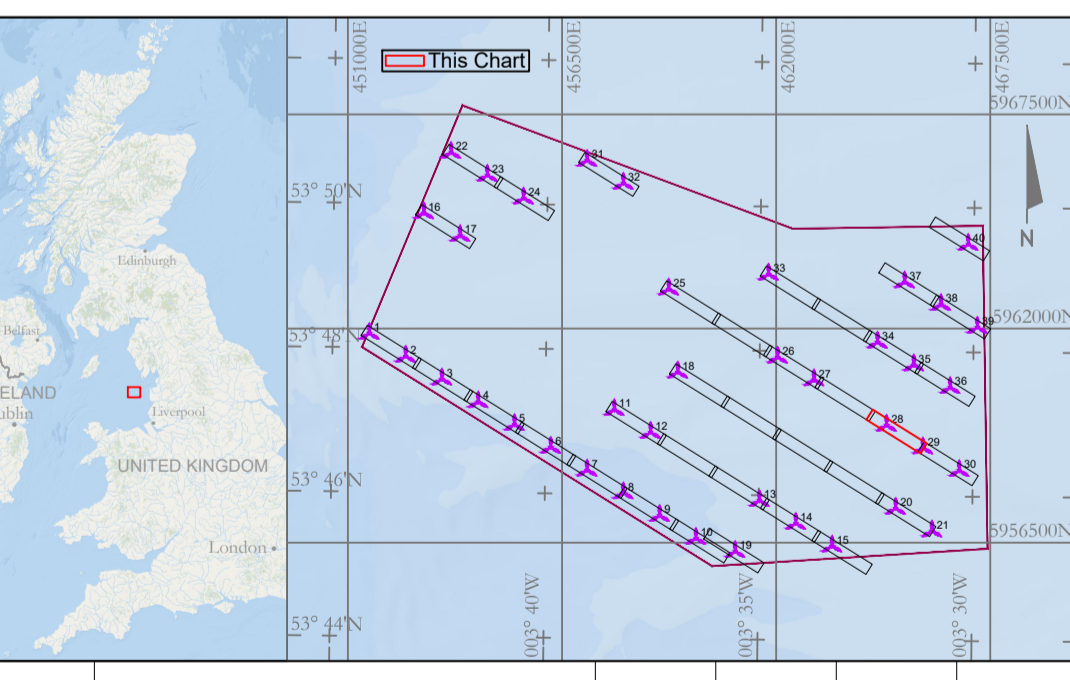 Edinburgh
Belfast
ELAND
ublin
Liverpool
UNITED KINGDOM
London
This Chart
451000E
456500E
462000E
467500E
5967500N
53° 50'N
5962000N
53° 48'N
53° 46'N
5956500N
53° 44'N
003° 40'W
003° 35'W
003° 30'W
N
22
23
24
31
32
16
17
40
37
38
39
33
34
35
36
25
26
27
28
29
30
18
20
21
11
12
13
14
15
1
2
3
4
5
6
7
8
9
10
19